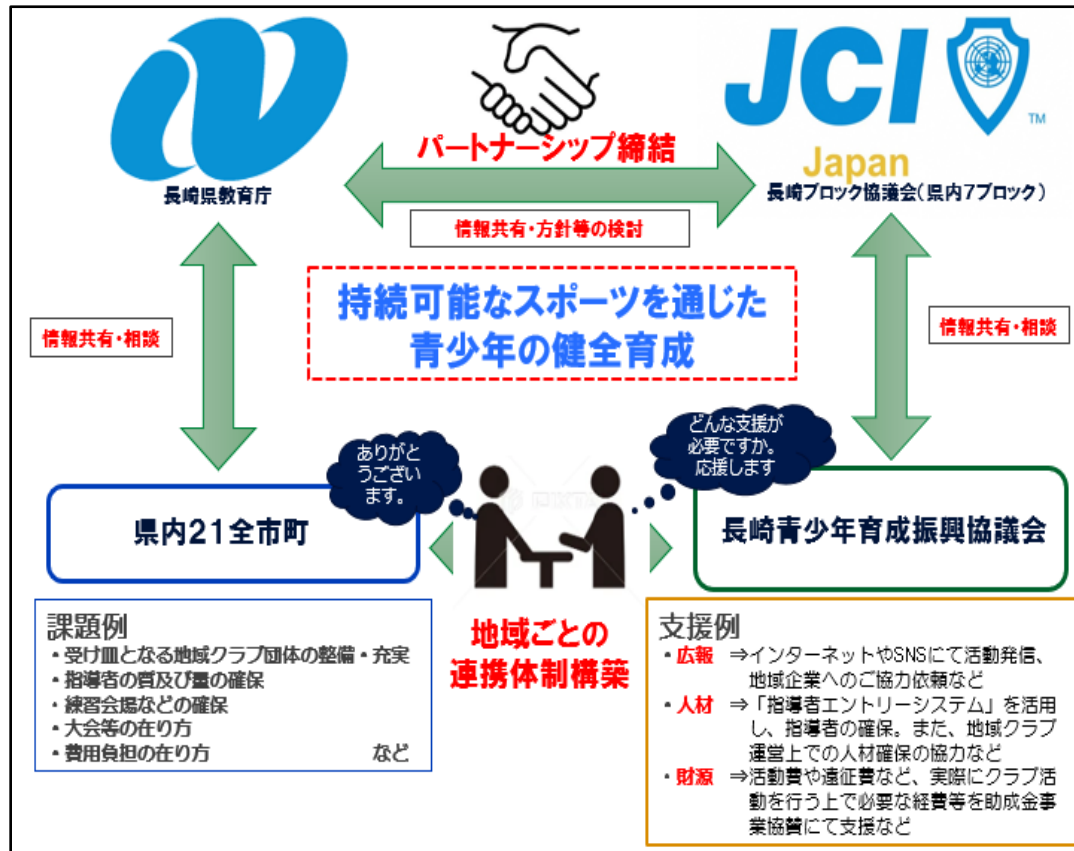 JCI
TM
Japan
パートナーシップ締結
長崎県教育庁
長崎ブロック協議会(県内7ブロック)
情報共有・方針等の検討
持続可能なスポーツを通じた
青少年の健全育成
情報共有・相談
情報共有・相談
ありがと
うござい
ます。
どんな支援が
必要ですか。
応援します
県内21全市町
長崎青少年育成振興協議会
地域ごとの
連携体制構築
課題例
・受け皿となる地域クラブ団体の整備・充実
・指導者の質及び量の確保
・練習会場などの確保
・大会等の在り方
・費用負担の在り方 など
支援例
・広報 ⇒インターネットやSNSにて活動発信、
地域企業へのご協力依頼など
・人材 ⇒「指導者エントリーシステム」を活用
し、指導者の確保。また、地域クラブ
運営上での人材確保の協力など
・財源 ⇒活動費や遠征費など、実際にクラブ活
動を行う上で必要な経費等を助成金事
業協賛にて支援など